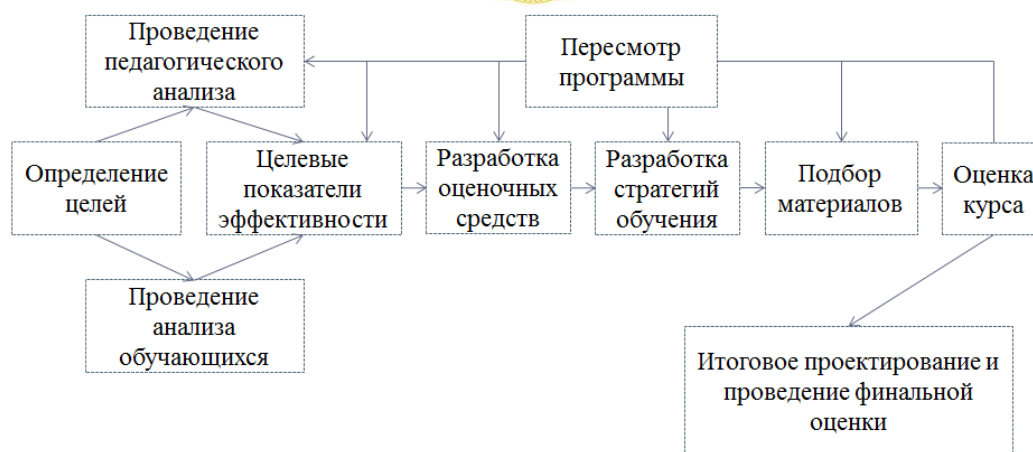 Проведение
педагогического
анализа
Пересмотр
программы
Определение
целей
Целевые
показатели
эффективности
Разработка
оценочных
средств
Разработка
стратегий
обучения
Подбор
материалов
Оценка
курса
Проведение
анализа
обучающихся
Итоговое проектирование и
проведение финальной
оценки